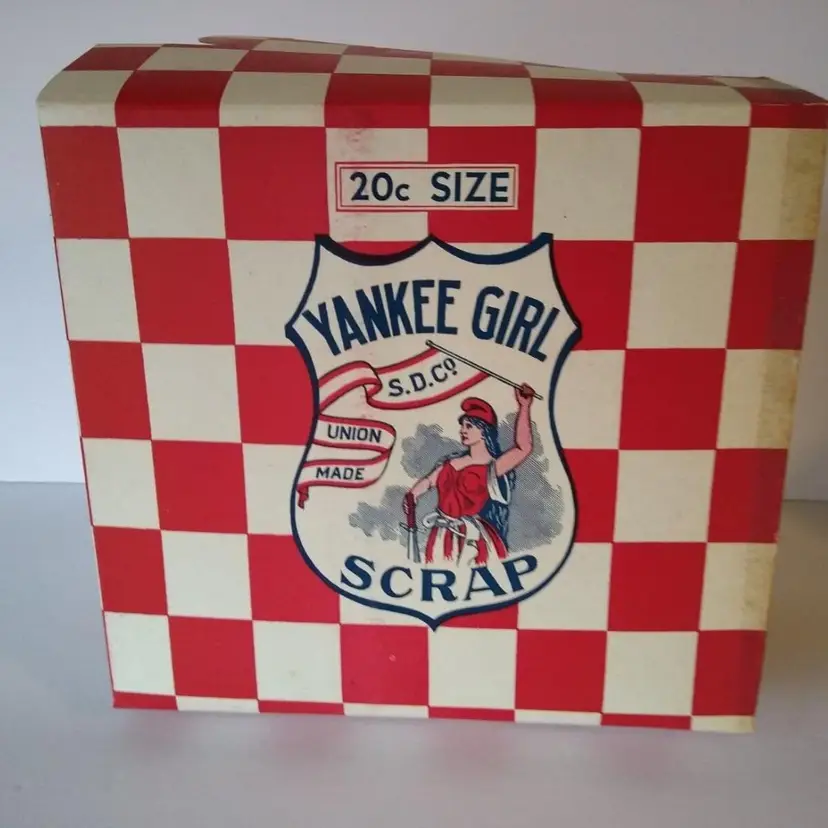 20c SIZE
YANKEE GIRL
S.D.Cº
UNION
MADE
SCRAP